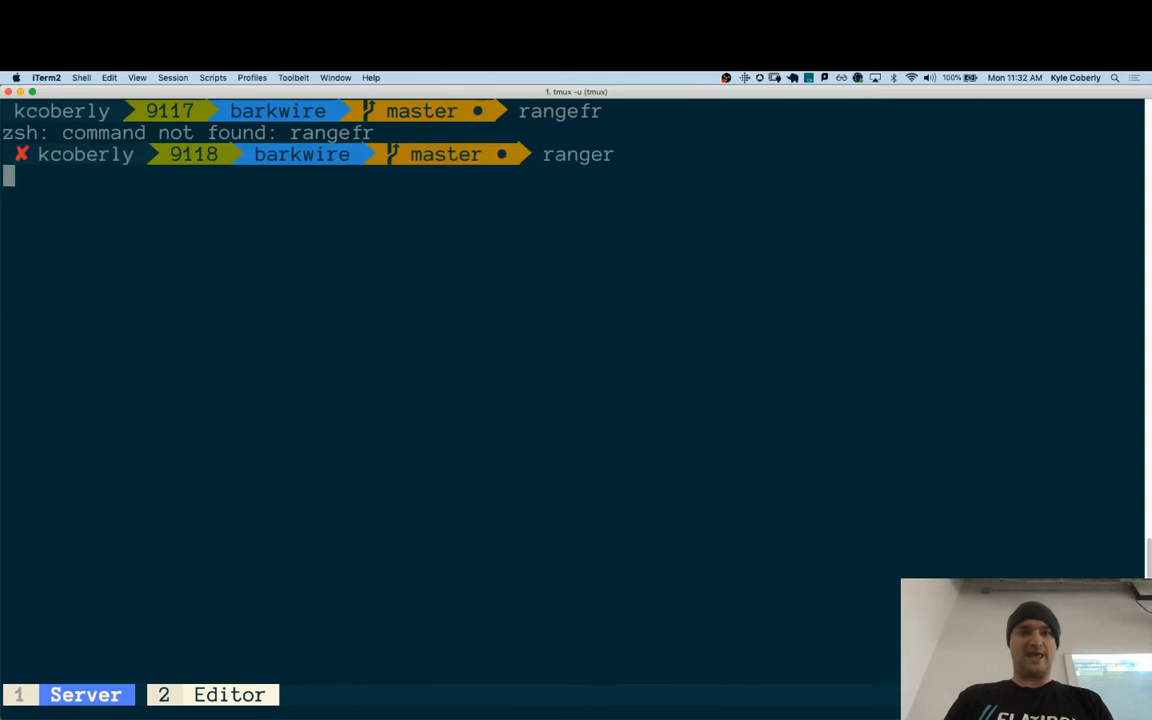 iTerm2 Shell Edit View Session Scripts Profiles Toolbelt Window Help 100% Mon 11:32 AM Kyle Coberly
1. tmux -u (tmux)
kcoberly 9117 barkwire master ● rangefr
zsh: command not found: rangefr
✘ kcoberly 9118 barkwire master ● ranger
1 Server 2 Editor